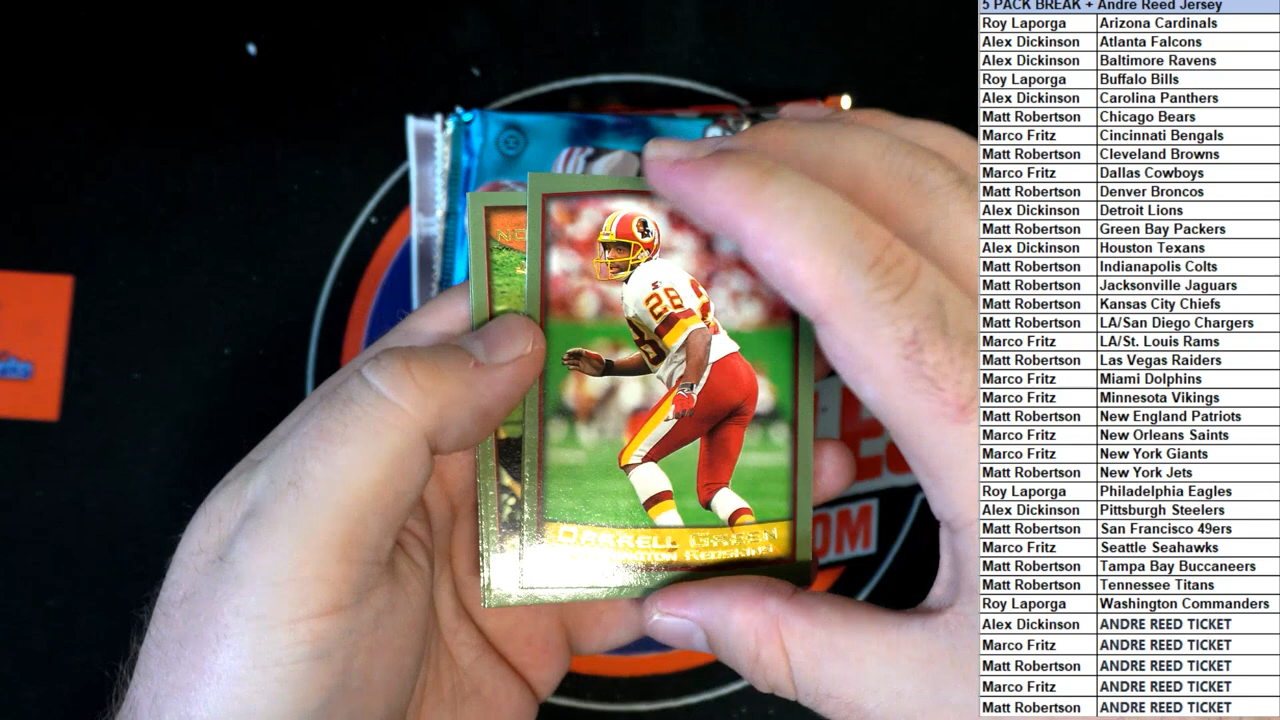 5 PACK BREAK + Andre Reed Jersey
Roy Laporga Arizona Cardinals
Alex Dickinson Atlanta Falcons
Alex Dickinson Baltimore Ravens
Roy Laporga Buffalo Bills
Alex Dickinson Carolina Panthers
Matt Robertson Chicago Bears
Marco Fritz Cincinnati Bengals
Matt Robertson Cleveland Browns
Marco Fritz Dallas Cowboys
Matt Robertson Denver Broncos
Alex Dickinson Detroit Lions
Matt Robertson Green Bay Packers
Alex Dickinson Houston Texans
Matt Robertson Indianapolis Colts
Matt Robertson Jacksonville Jaguars
Matt Robertson Kansas City Chiefs
Matt Robertson LA/San Diego Chargers
Marco Fritz LA/St. Louis Rams
Matt Robertson Las Vegas Raiders
Marco Fritz Miami Dolphins
Marco Fritz Minnesota Vikings
Matt Robertson New England Patriots
Marco Fritz New Orleans Saints
Marco Fritz New York Giants
Matt Robertson New York Jets
Roy Laporga Philadelphia Eagles
Alex Dickinson Pittsburgh Steelers
Matt Robertson San Francisco 49ers
Marco Fritz Seattle Seahawks
Matt Robertson Tampa Bay Buccaneers
Matt Robertson Tennessee Titans
Roy Laporga Washington Commanders
Alex Dickinson ANDRE REED TICKET
Marco Fritz ANDRE REED TICKET
Matt Robertson ANDRE REED TICKET
Marco Fritz ANDRE REED TICKET
Matt Robertson ANDRE REED TICKET
28
Darrell Green
Redskins